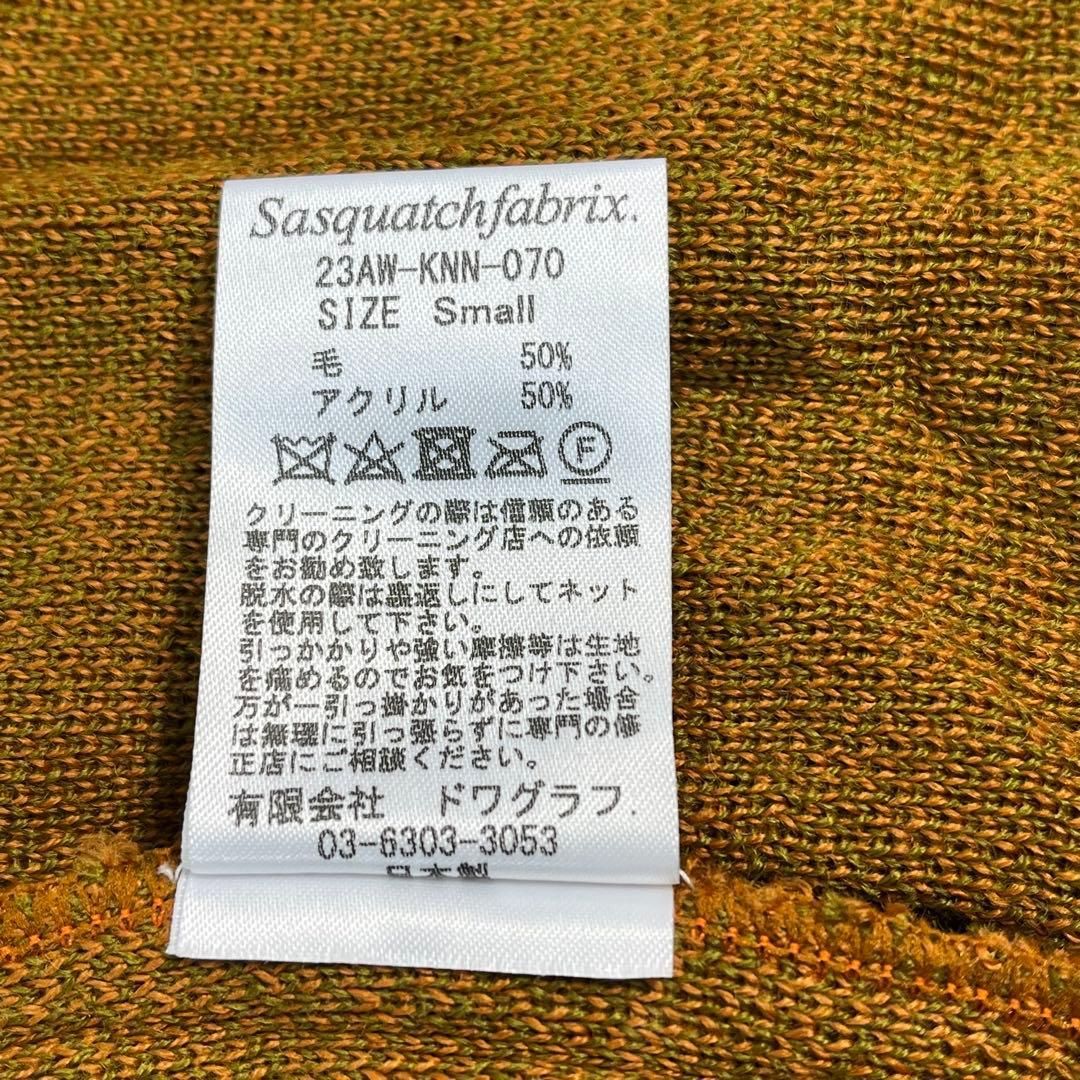 Sasquatchfabrix.
23AW-KNN-070
SIZE Small
毛 50%
アクリル 50%
F
クリーニングの際は信頼のある
専門のクリーニング店への依頼
をお勧め致します。
脱水の際は裏返しにしてネット
を使用して下さい。
引っかかりや強い摩擦等は生地
を痛めるのでお気をつけ下さい。
万が一引っ掛かりがあった場合
は無理に引っ張らずに専門の修
正店にご相談ください。
有限会社 ドワグラフ.
03-6303-3053